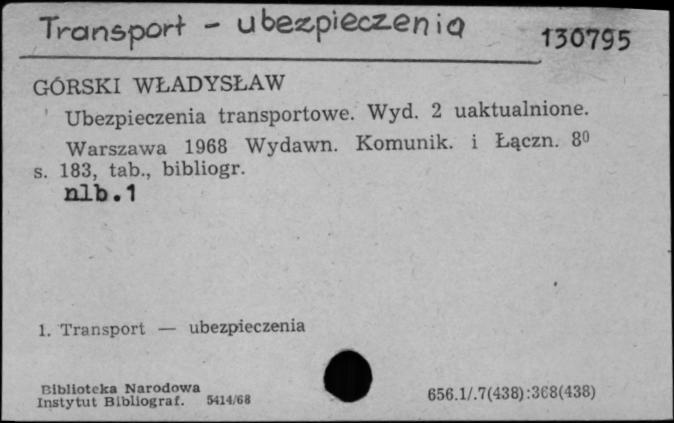 Transport - ubezpieczenia
130795
GÓRSKI WŁADYSŁAW
Ubezpieczenia transportowe. Wyd. 2 uaktualnione.
Warszawa 1968 Wydawn. Komunik. i Łączn. 8⁰
s. 183, tab., bibliogr.
nlb.1
1. Transport — ubezpieczenia
Biblioteka Narodowa
Instytut Bibliograf. 5414/68
656.1/.7(438):368(438)